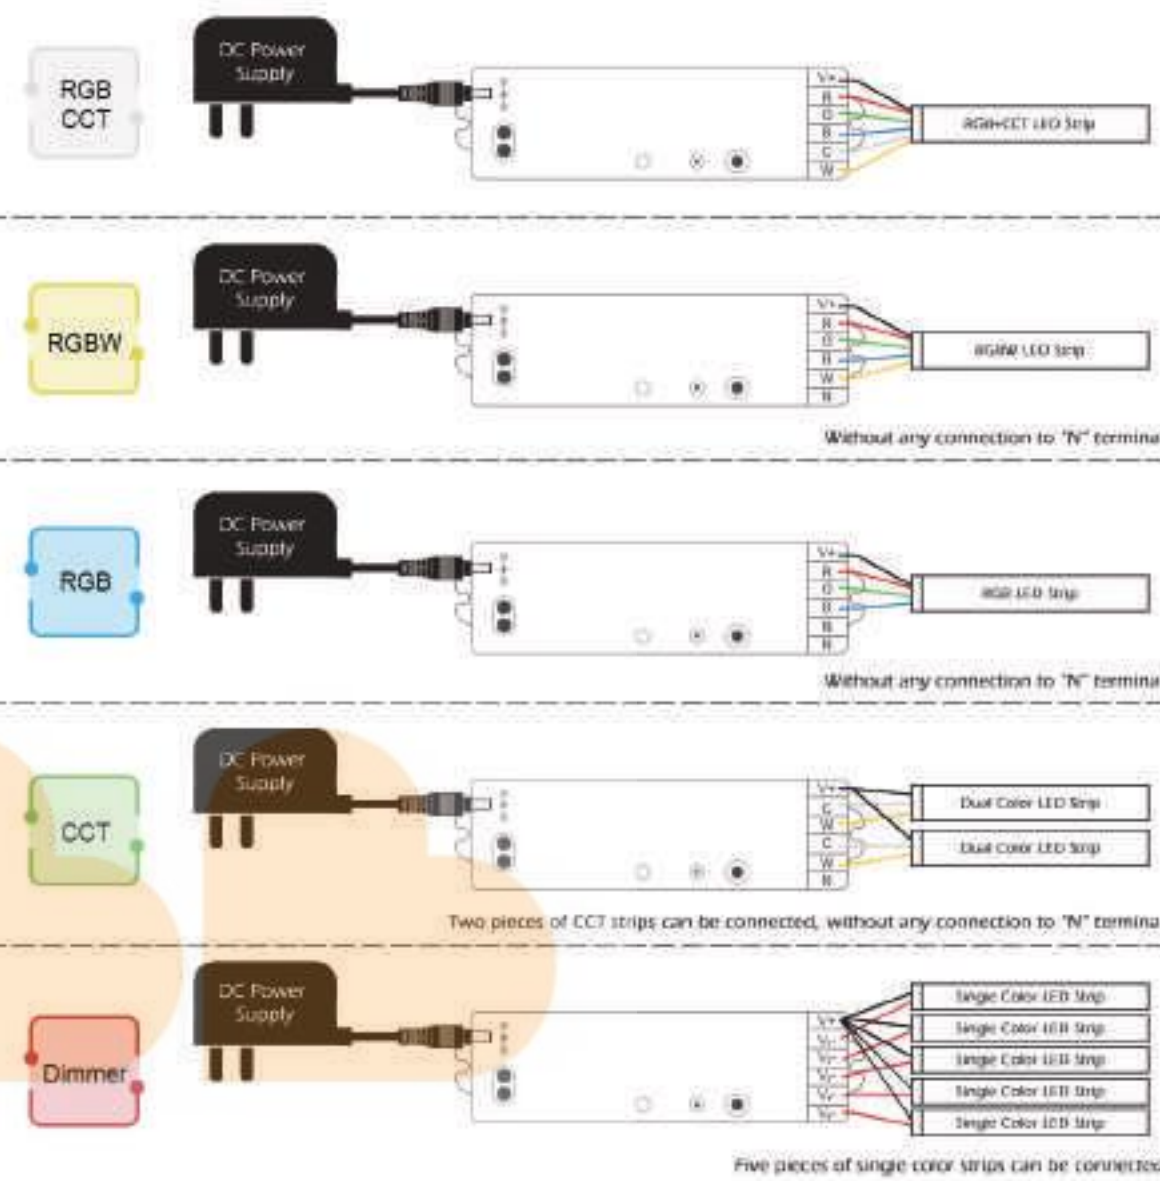 RGB
CCT
DC Power
Supply
V+
R
G
B
C
W
RGB+CCT LED Strip
RGBW
DC Power
Supply
V+
R
G
B
W
N
RGBW LED Strip
Without any connection to "N" termina
RGB
DC Power
Supply
V+
R
G
B
N
N
RGB LED Strip
Without any connection to "N" termina
CCT
DC Power
Supply
V+
C
W
C
W
N
Dual Color LED Strip
Dual Color LED Strip
Two pieces of CCT strips can be connected, without any connection to "N" termina
Dimmer
DC Power
Supply
V+
V-
V-
V-
V-
V-
Single Color LED Strip
Single Color LED Strip
Single Color LED Strip
Single Color LED Strip
Single Color LED Strip
Five pieces of single color strips can be connected